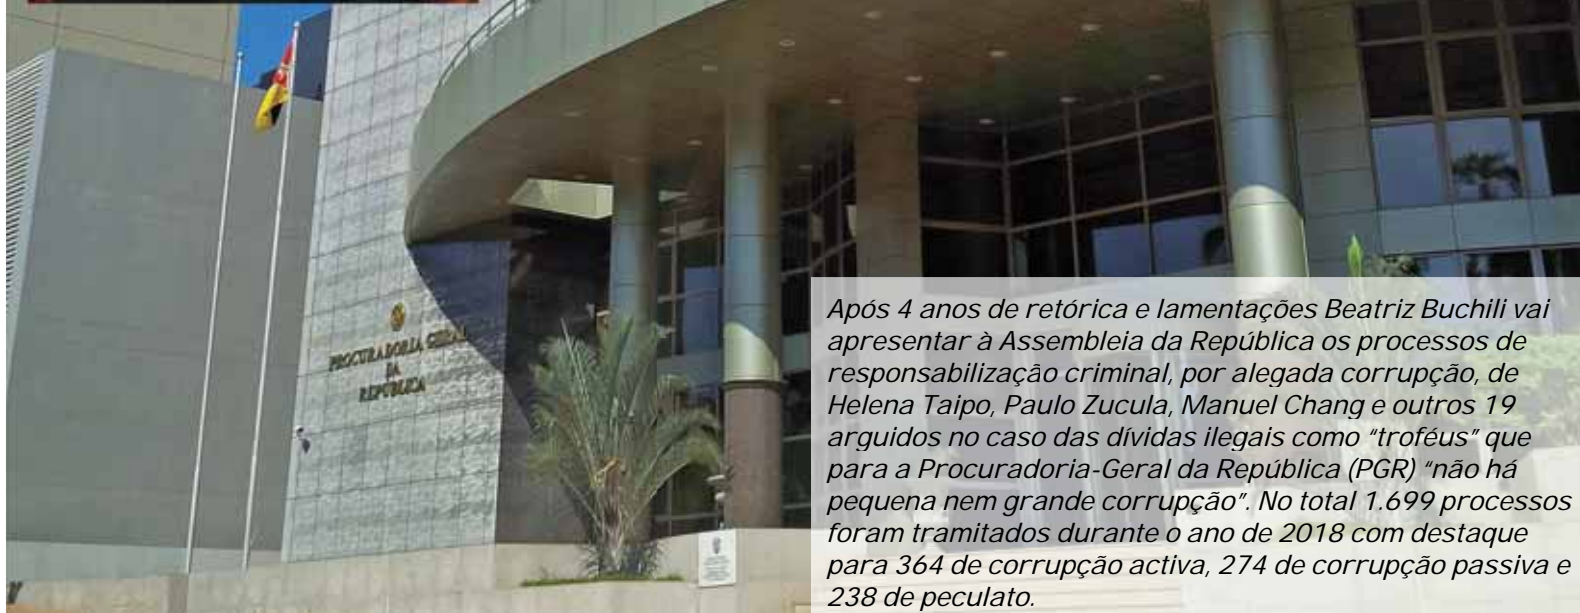 PROCURADORIA GERAL
DA
REPÚBLICA
Após 4 anos de retórica e lamentações Beatriz Buchili vai
apresentar à Assembleia da República os processos de
responsabilização criminal, por alegada corrupção, de
Helena Taipo, Paulo Zucula, Manuel Chang e outros 19
arguidos no caso das dívidas ilegais como “troféus” que
para a Procuradoria-Geral da República (PGR) “não há
pequena nem grande corrupção”. No total 1.699 processos
foram tramitados durante o ano de 2018 com destaque
para 364 de corrupção activa, 274 de corrupção passiva e
238 de peculato.